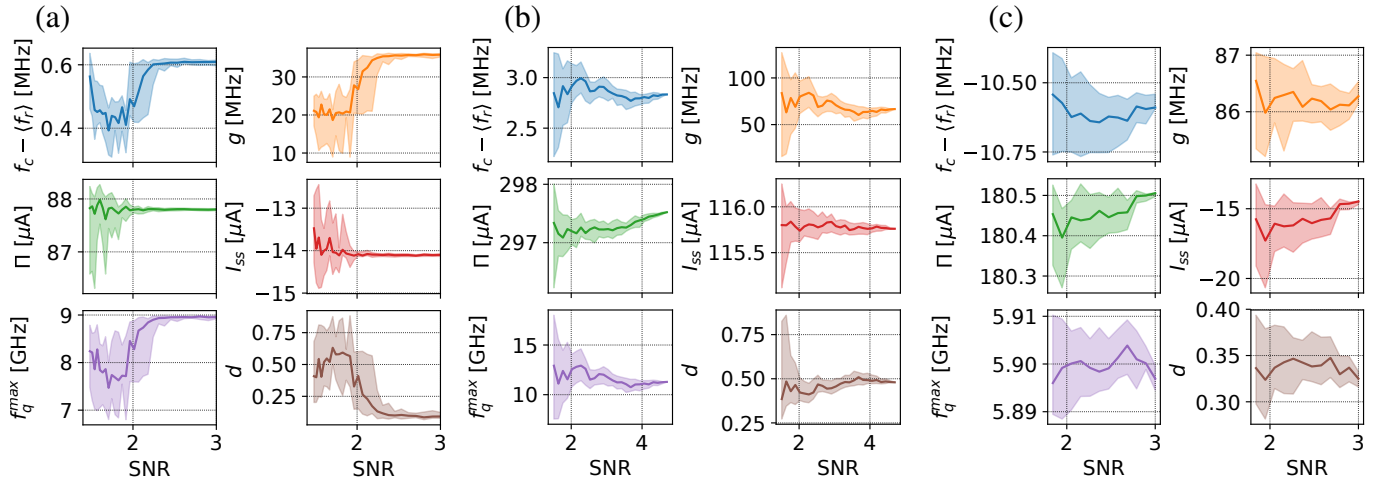 (a)
f_c − ⟨f_r⟩ [MHz]
0.6
0.4
g [MHz]
30
20
10
Π [μA]
88
87
I_ss [μA]
−13
−14
−15
f_q^max [GHz]
9
8
7
2
3
SNR
d
0.75
0.50
0.25
2
3
SNR
(b)
f_c − ⟨f_r⟩ [MHz]
3.0
2.5
g [MHz]
100
75
50
Π [μA]
298
297
I_ss [μA]
116.0
115.5
f_q^max [GHz]
15
10
2
4
SNR
d
0.75
0.50
0.25
2
4
SNR
(c)
f_c − ⟨f_r⟩ [MHz]
−10.50
−10.75
g [MHz]
87
86
Π [μA]
180.5
180.4
180.3
I_ss [μA]
−15
−20
f_q^max [GHz]
5.91
5.90
5.89
2
3
SNR
d
0.40
0.35
0.30
2
3
SNR